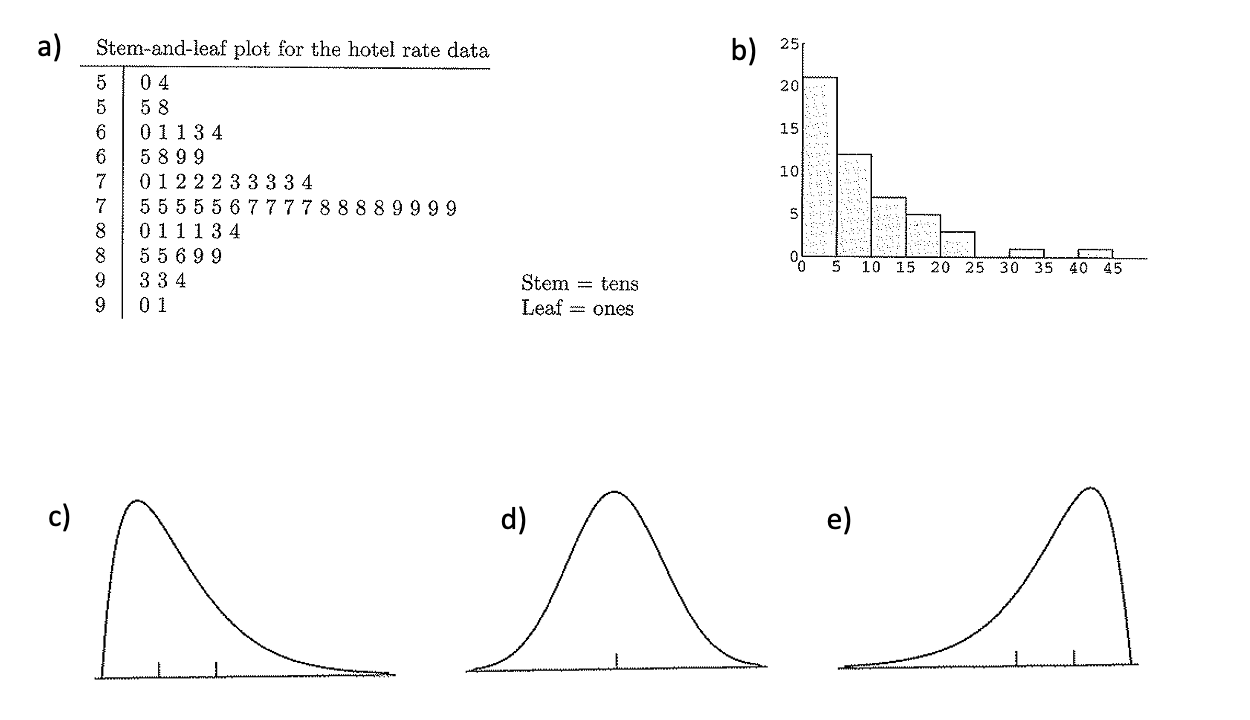 a)
Stem-and-leaf plot for the hotel rate data
5 0 4
5 5 8
6 0 1 1 3 4
6 5 8 9 9
7 0 1 2 2 2 3 3 3 3 4
7 5 5 5 5 5 6 7 7 7 7 8 8 8 8 9 9 9 9
8 0 1 1 1 3 4
8 5 5 6 9 9
9 3 3 4
9 0 1
Stem = tens
Leaf = ones
b)
25
20
15
10
5
0
0 5 10 15 20 25 30 35 40 45
c)
d)
e)